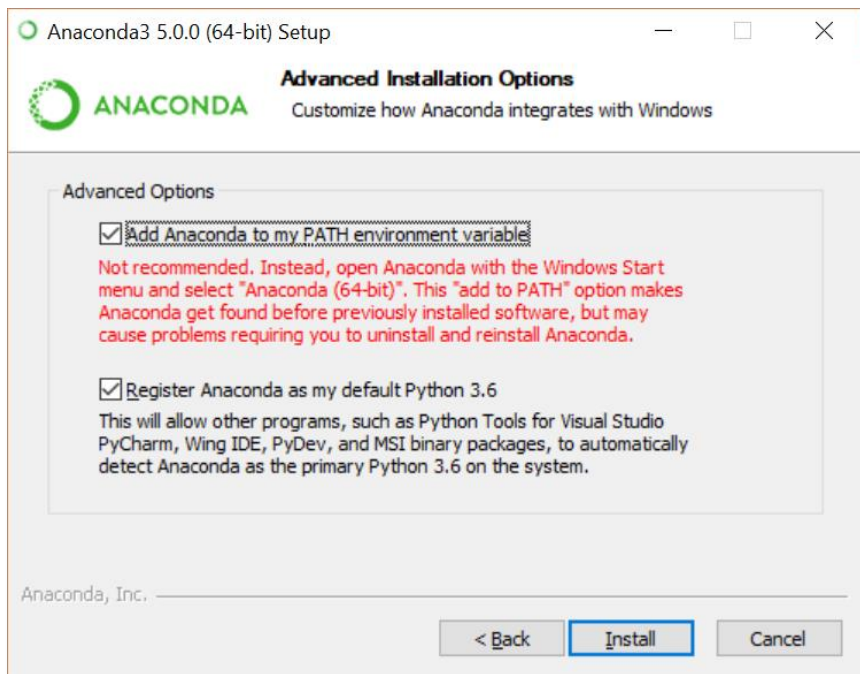 Anaconda3 5.0.0 (64-bit) Setup
ANACONDA
Advanced Installation Options
Customize how Anaconda integrates with Windows
Advanced Options
Add Anaconda to my PATH environment variable
Not recommended. Instead, open Anaconda with the Windows Start
menu and select "Anaconda (64-bit)". This "add to PATH" option makes
Anaconda get found before previously installed software, but may
cause problems requiring you to uninstall and reinstall Anaconda.
Register Anaconda as my default Python 3.6
This will allow other programs, such as Python Tools for Visual Studio
PyCharm, Wing IDE, PyDev, and MSI binary packages, to automatically
detect Anaconda as the primary Python 3.6 on the system.
Anaconda, Inc.
< Back
Install
Cancel